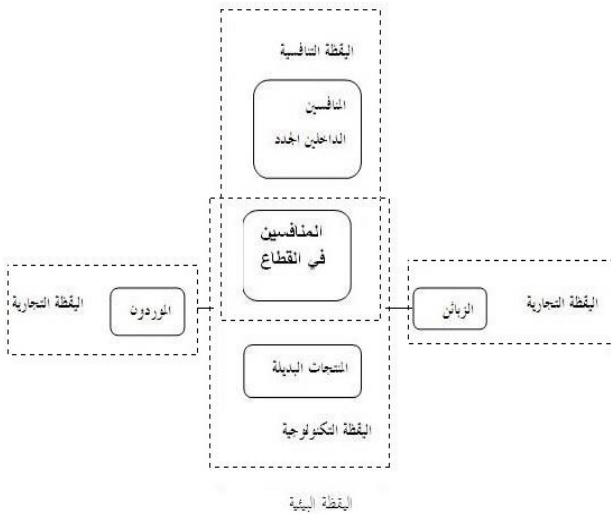 اليقظة التنافسية
المنافسين
الداخلين الجدد
المنافسين
في القطاع
اليقظة التجارية
الزبائن
الموردون
اليقظة التجارية
المنتجات البديلة
اليقظة التكنولوجية
اليقظة البيئية